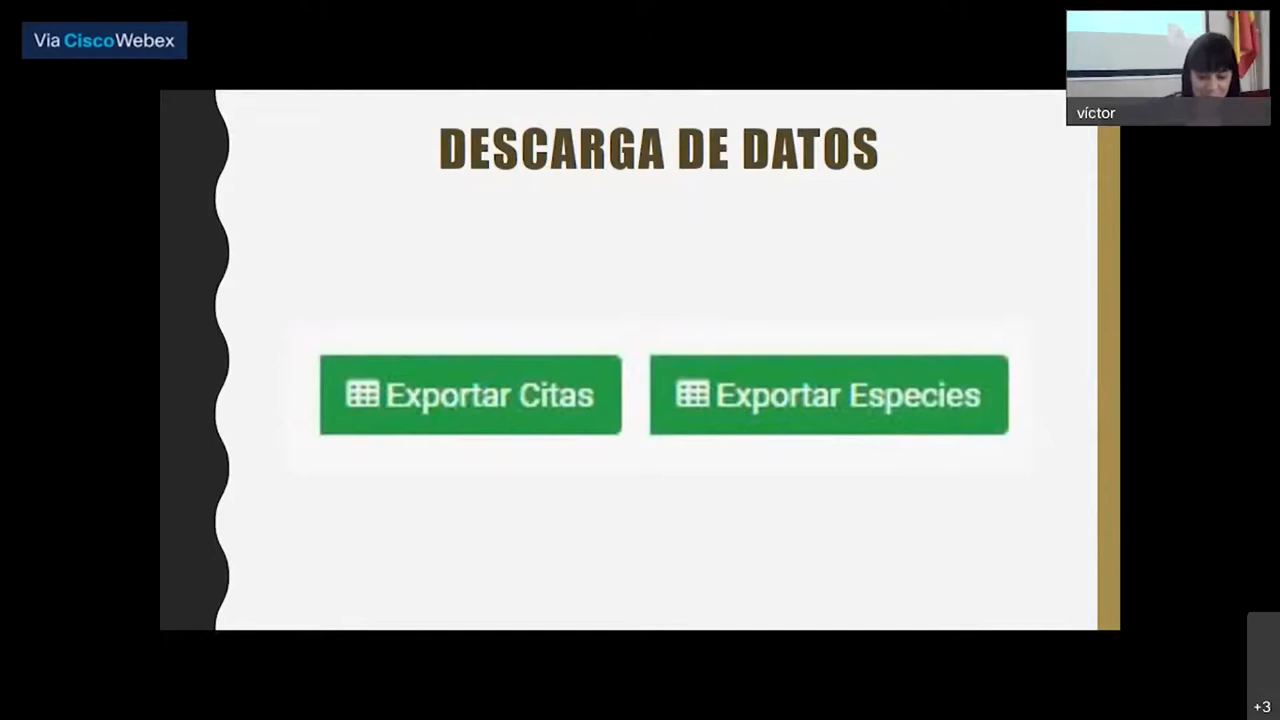 Via CiscoWebex
víctor
DESCARGA DE DATOS
Exportar Citas
Exportar Especies
+3